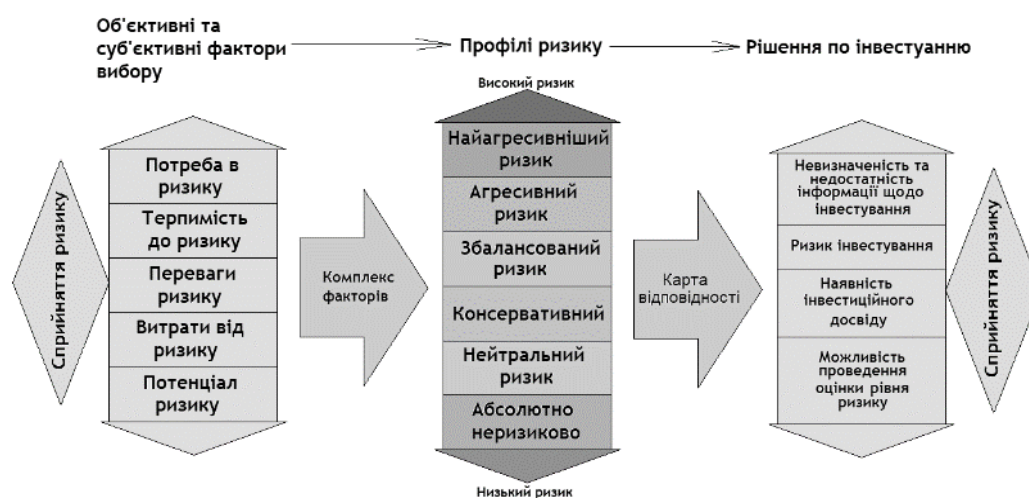 Об'єктивні та
суб'єктивні фактори
вибору
Профілі ризику
Рішення по інвестуанню
Сприйняття ризику
Потреба в
ризику
Терпимість
до ризику
Переваги
ризику
Витрати від
ризику
Потенціал
ризику
Комплекс
факторів
Високий ризик
Найагресивніший
ризик
Агресивний
ризик
Збалансований
ризик
Консервативний
Нейтральний
ризик
Абсолютно
неризиково
Низький ризик
Карта
відповідності
Невизначеність та
недостатність
інформації щодо
інвестування
Ризик інвестування
Наявність
інвестиційного
досвіду
Можливість
проведення
оцінки рівня
ризику
Сприйняття ризику